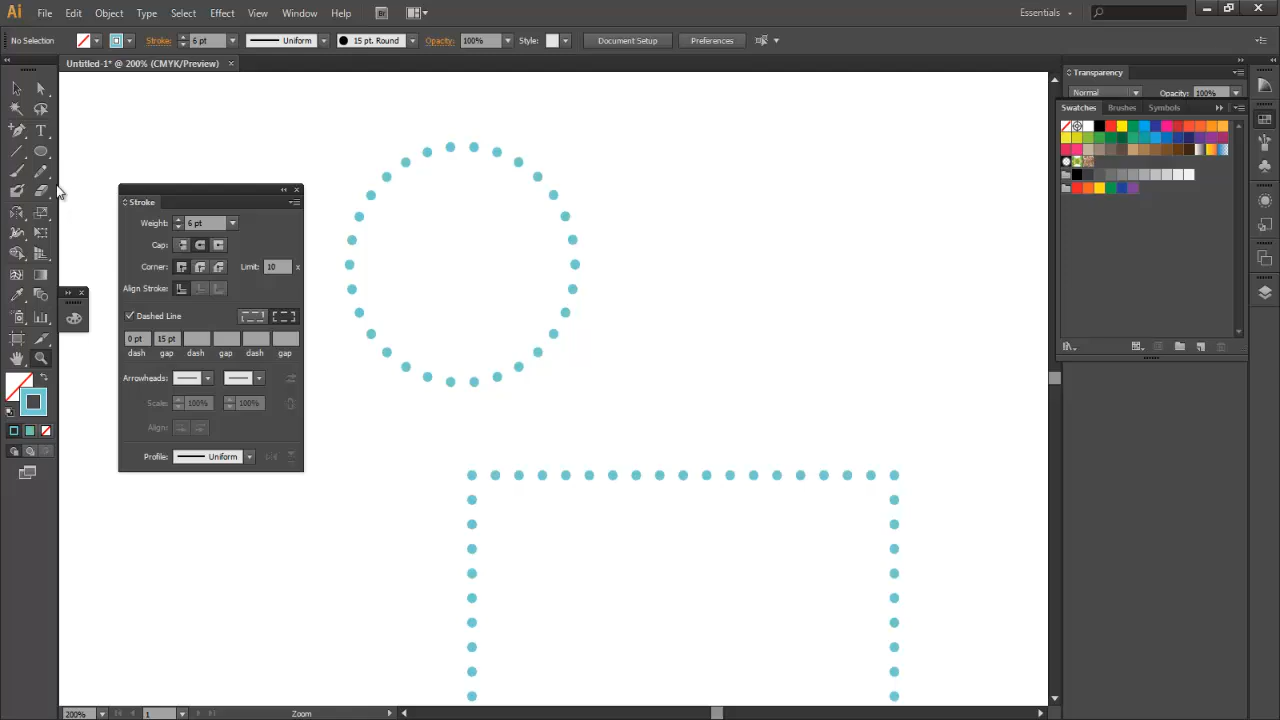 Ai File Edit Object Type Select Effect View Window Help Br Essentials
No Selection Stroke: 6 pt Uniform 15 pt. Round Opacity: 100% Style: Document Setup Preferences
Untitled-1* @ 200% (CMYK/Preview) ×
Transparency
Normal Opacity: 100%
Swatches Brushes Symbols
Stroke
Weight: 6 pt
Cap:
Corner: Limit: 10 x
Align Stroke:
Dashed Line
0 pt 15 pt
dash gap dash gap dash gap
Arrowheads:
Scale: 100% 100%
Align:
Profile: Uniform
200% 1 Zoom